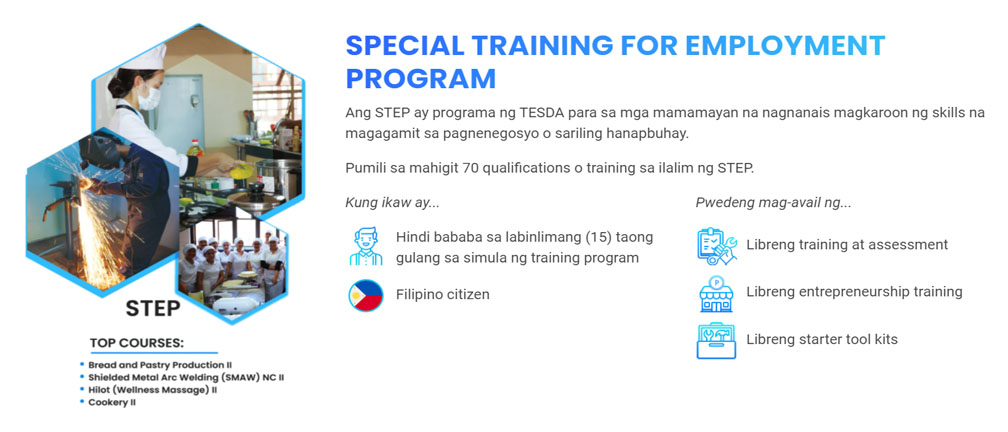 SPECIAL TRAINING FOR EMPLOYMENT
PROGRAM
Ang STEP ay programa ng TESDA para sa mga mamamayan na nagnanais magkaroon ng skills na
magagamit sa pagnenegosyo o sariling hanapbuhay.
Pumili sa mahigit 70 qualifications o training sa ilalim ng STEP.
Kung ikaw ay...
Hindi bababa sa labinlimang (15) taong
gulang sa simula ng training program
Filipino citizen
Pwedeng mag-avail ng...
Libreng training at assessment
P
Libreng entrepreneurship training
Libreng starter tool kits
STEP
TOP COURSES:
• Bread and Pastry Production II
• Shielded Metal Arc Welding (SMAW) NC II
• Hilot (Wellness Massage) II
• Cookery II